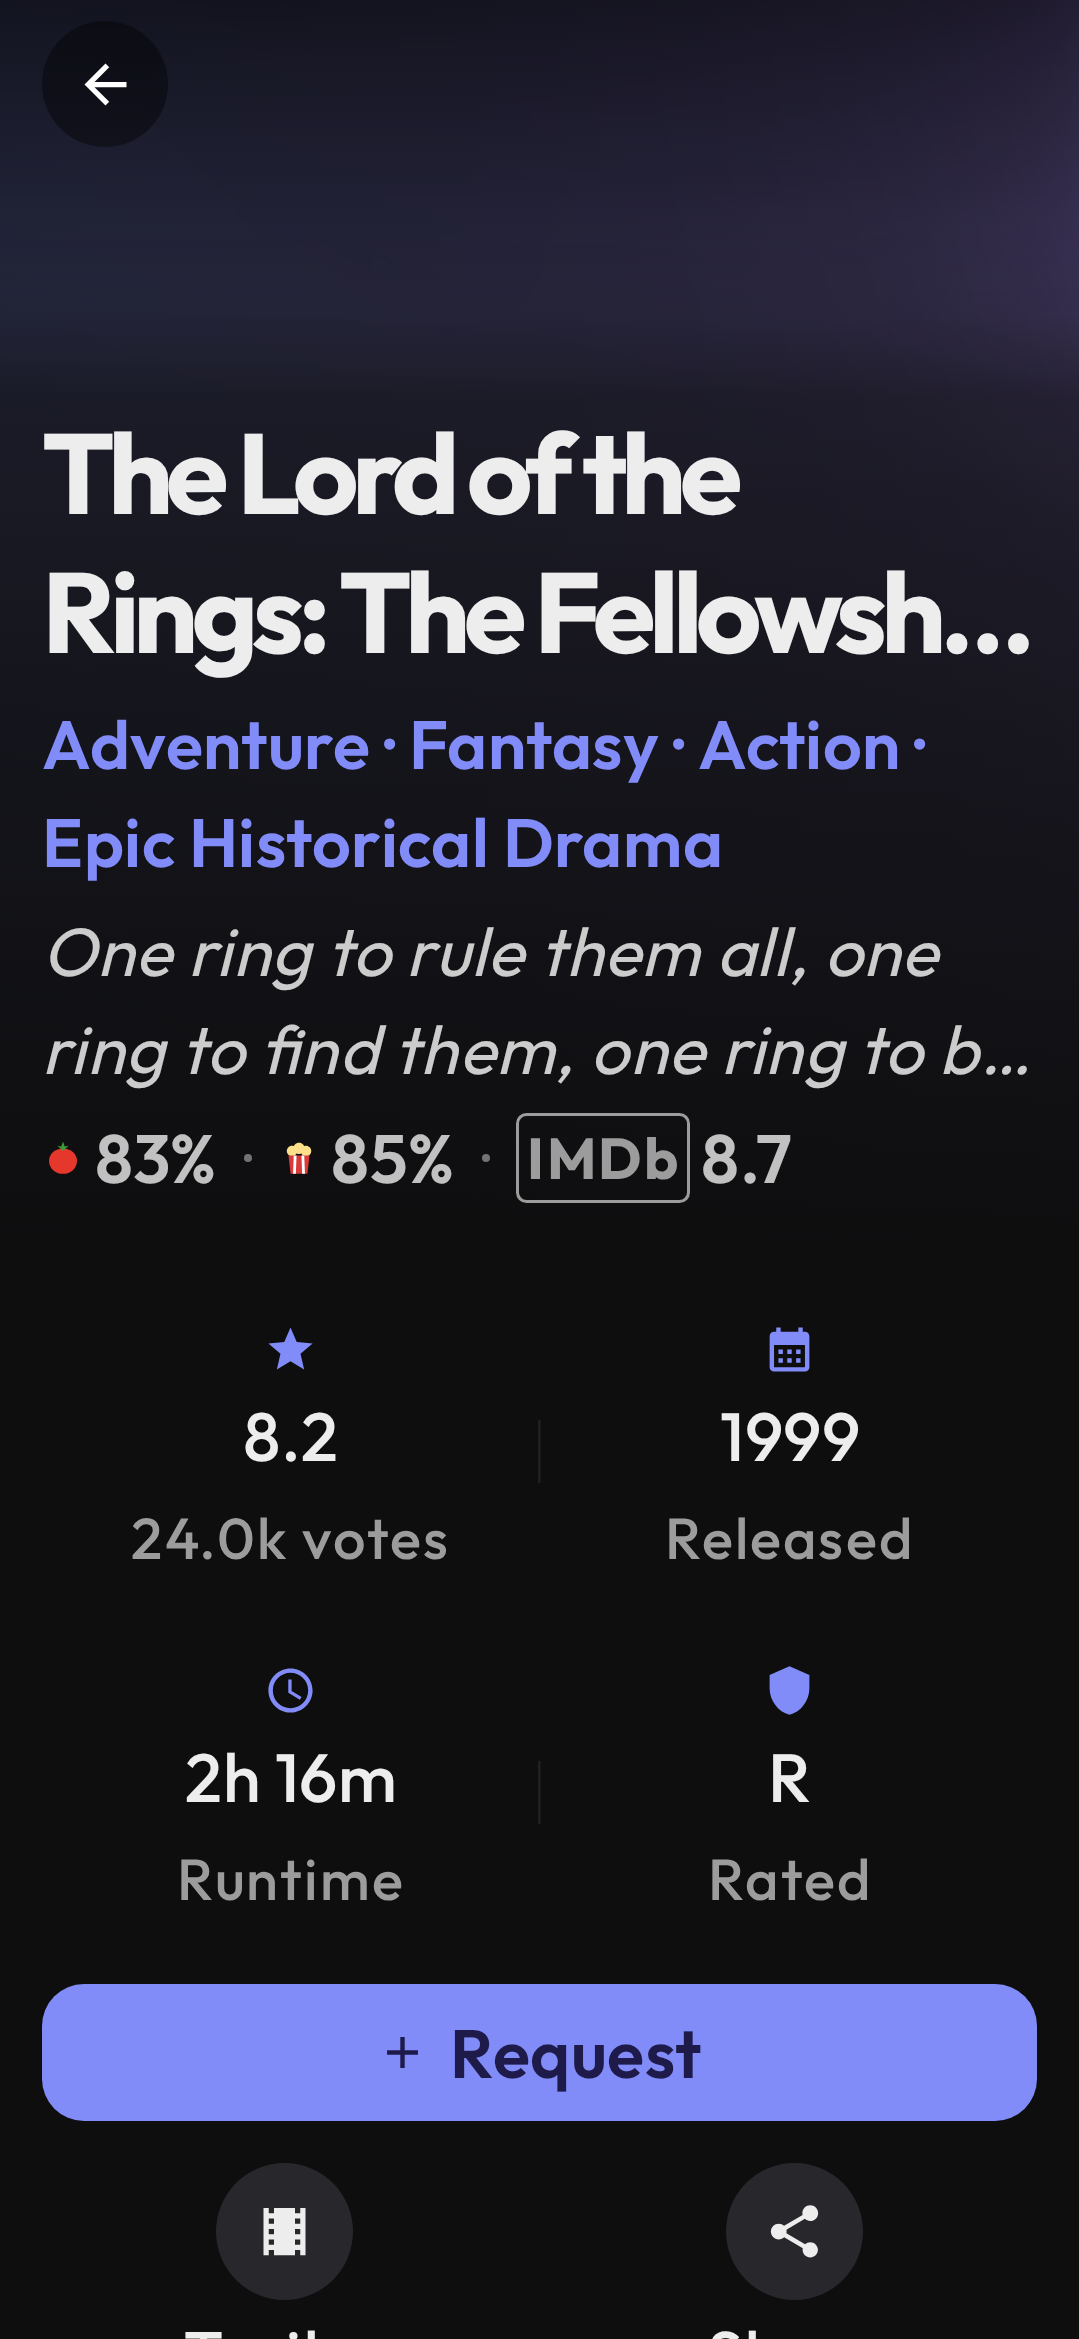 The Lord of the
Rings: The Fellowsh...
Adventure · Fantasy · Action ·
Epic Historical Drama
One ring to rule them all, one
ring to find them, one ring to b...
83% · 85% · IMDb 8.7
8.2
24.0k votes
1999
Released
2h 16m
Runtime
R
Rated
+ Request